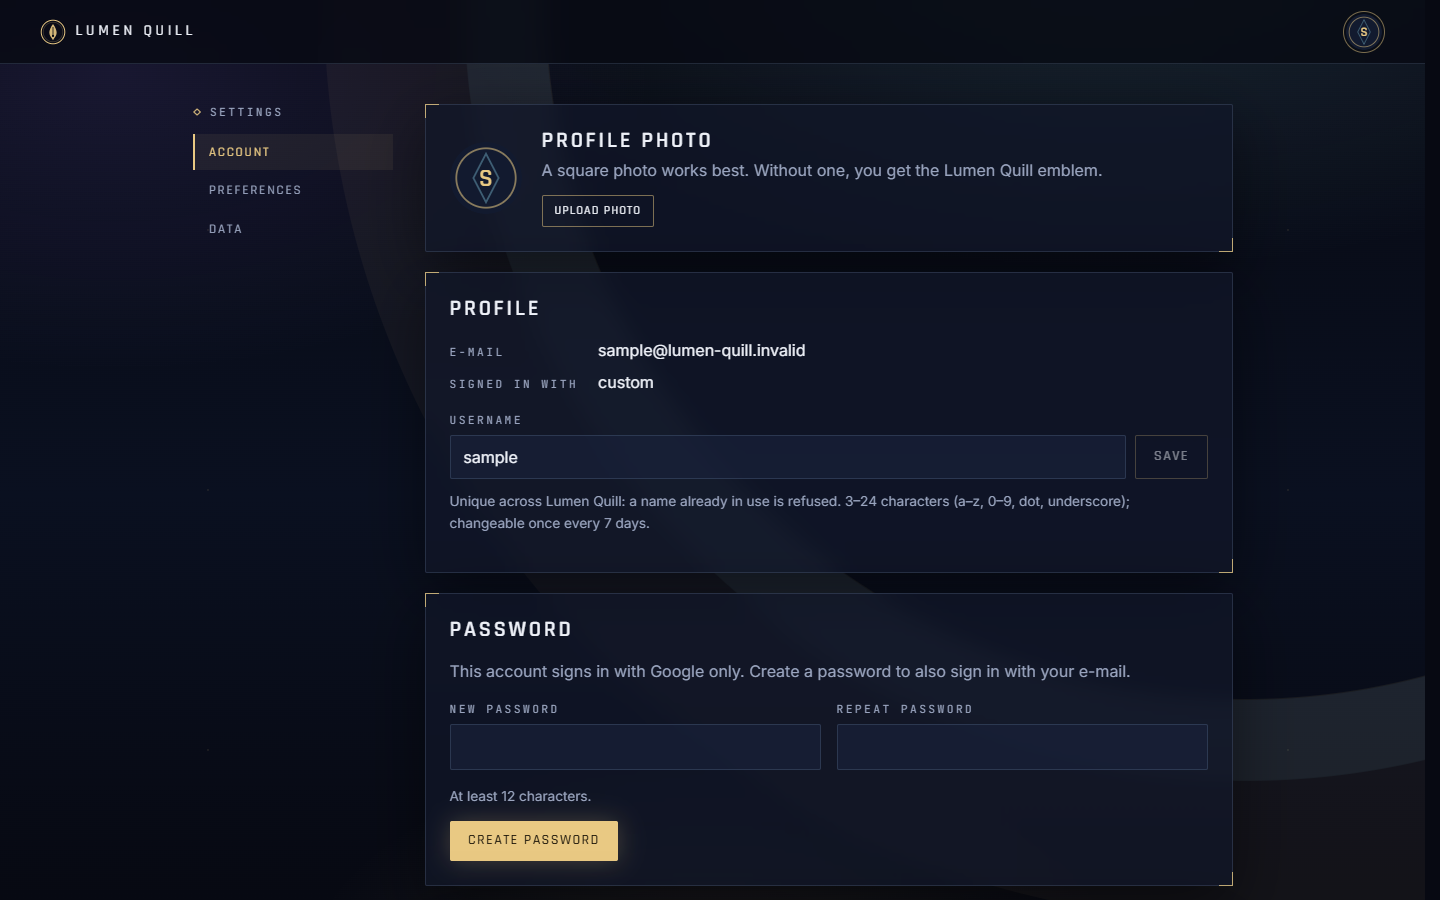 LUMEN QUILL
S
SETTINGS
ACCOUNT
PREFERENCES
DATA
S
PROFILE PHOTO
A square photo works best. Without one, you get the Lumen Quill emblem.
UPLOAD PHOTO
PROFILE
E-MAIL sample@lumen-quill.invalid
SIGNED IN WITH custom
USERNAME
sample
SAVE
Unique across Lumen Quill: a name already in use is refused. 3–24 characters (a–z, 0–9, dot, underscore);
changeable once every 7 days.
PASSWORD
This account signs in with Google only. Create a password to also sign in with your e-mail.
NEW PASSWORD REPEAT PASSWORD
At least 12 characters.
CREATE PASSWORD